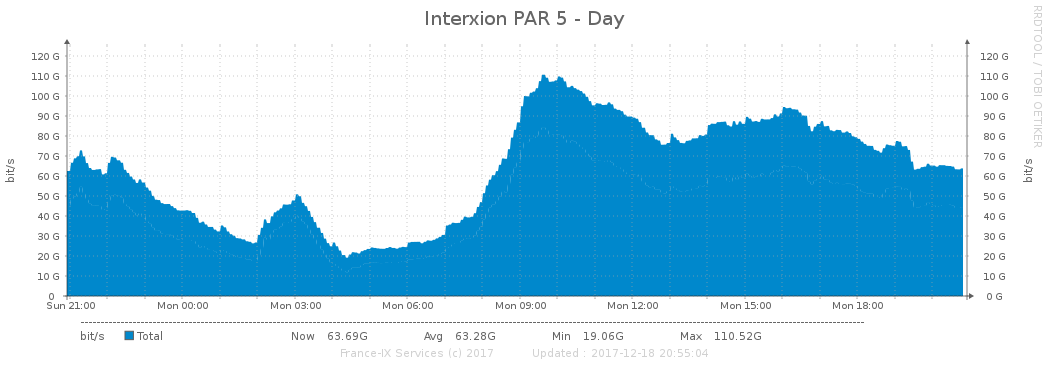 Interxion PAR 5 - Day
RRDTOOL / TOBI OETIKER
bit/s
120 G
110 G
100 G
90 G
80 G
70 G
60 G
50 G
40 G
30 G
20 G
10 G
0
120 G
110 G
100 G
90 G
80 G
70 G
60 G
50 G
40 G
30 G
20 G
10 G
0 G
bit/s
Sun 21:00 Mon 00:00 Mon 03:00 Mon 06:00 Mon 09:00 Mon 12:00 Mon 15:00 Mon 18:00
bit/s Total Now 63.69G Avg 63.28G Min 19.06G Max 110.52G
France-IX Services (c) 2017 Updated : 2017-12-18 20:55:04